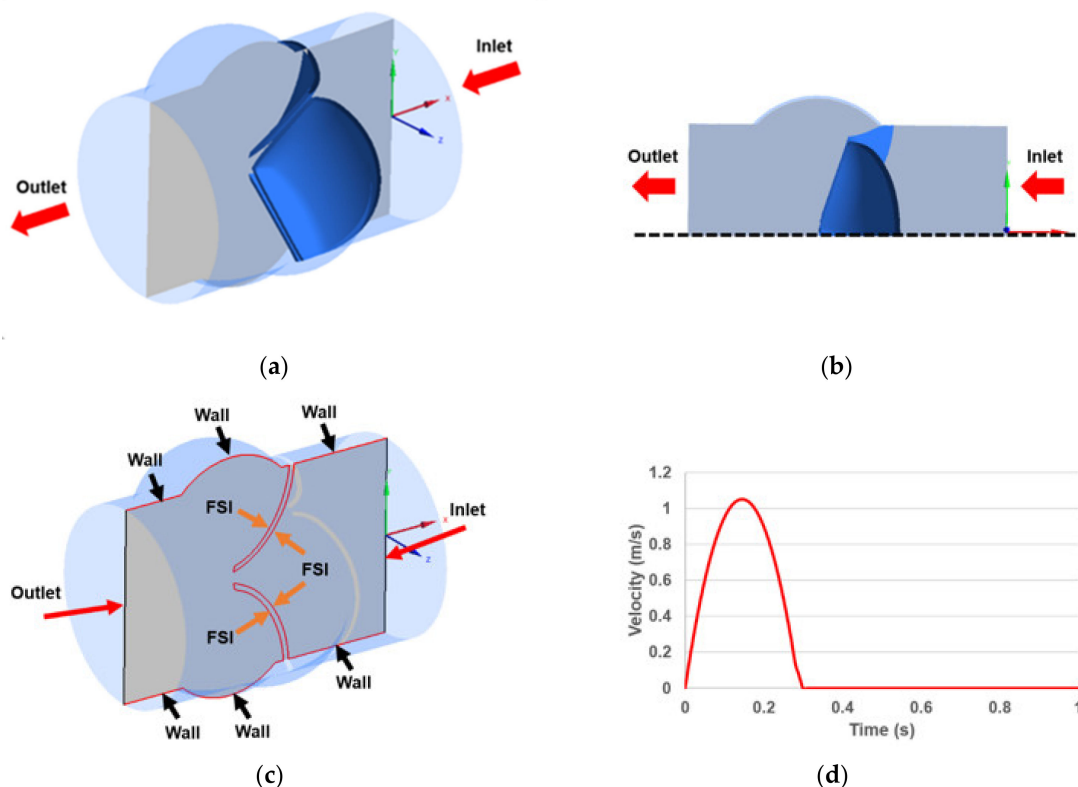 Inlet
Outlet
Y
X
Z
(a)
Outlet
Inlet
(b)
Wall
Wall
Wall
FSI
Inlet
X
Z
FSI
Outlet
FSI
Wall
Wall
Wall
(c)
1.2
1
0.8
0.6
0.4
0.2
0
Velocity (m/s)
0
0.2
0.4
0.6
0.8
1
Time (s)
(d)